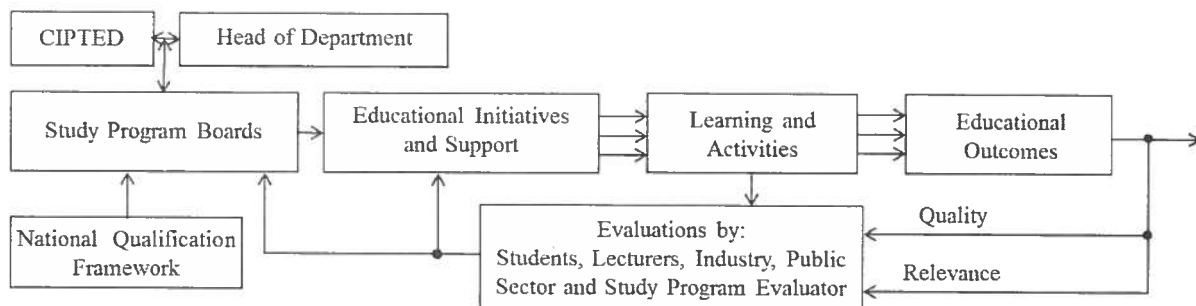 CIPTED
Head of Department
Study Program Boards
Educational Initiatives
and Support
Learning and
Activities
Educational
Outcomes
National Qualification
Framework
Evaluations by:
Students, Lecturers, Industry, Public
Sector and Study Program Evaluator
Quality
Relevance